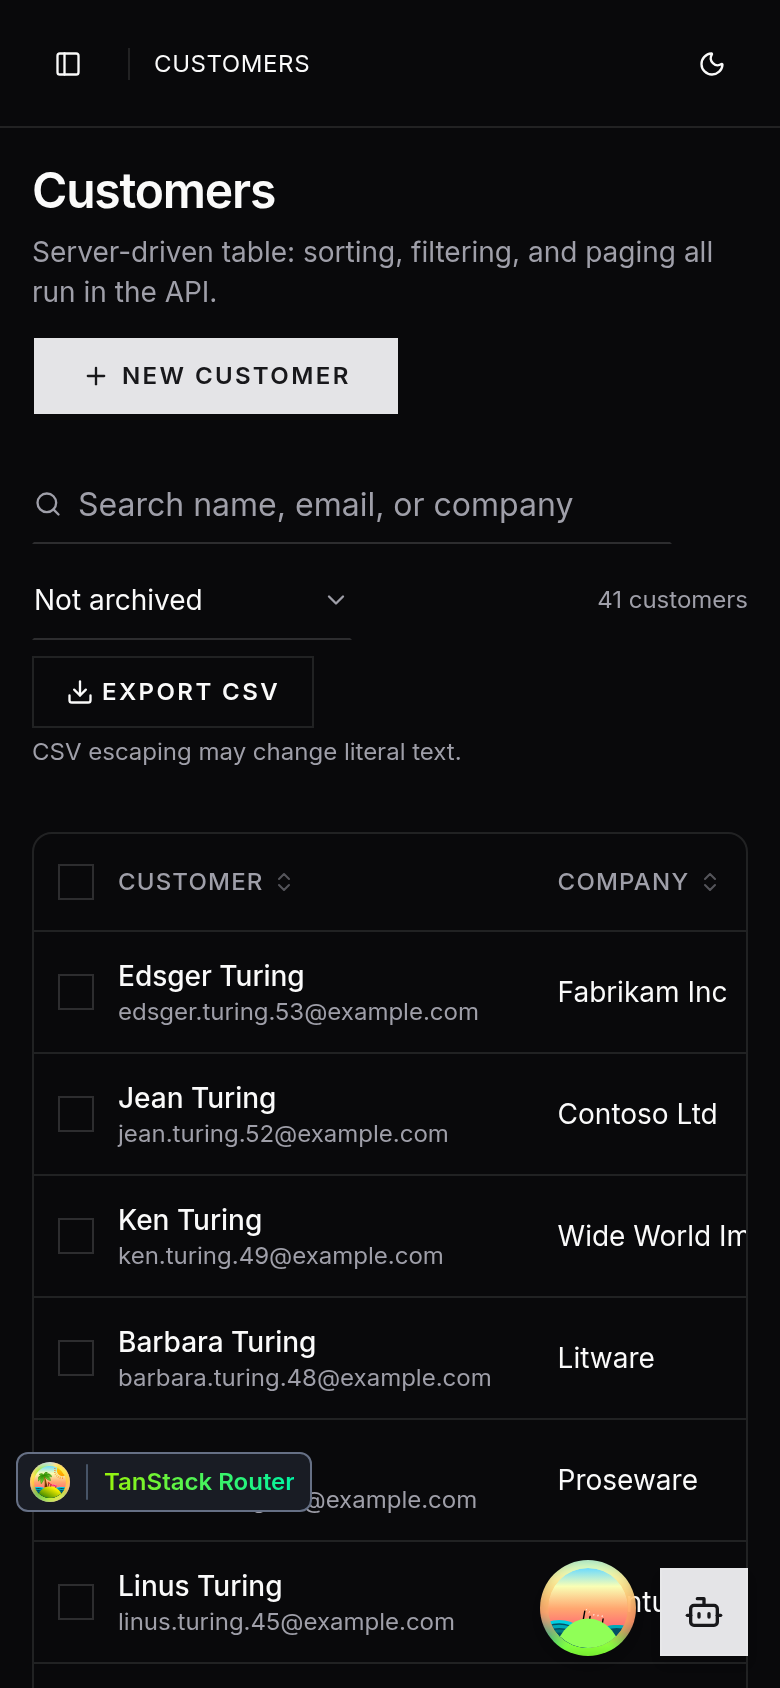 CUSTOMERS
Customers
Server-driven table: sorting, filtering, and paging all
run in the API.
NEW CUSTOMER
Search name, email, or company
Not archived
41 customers
EXPORT CSV
CSV escaping may change literal text.
CUSTOMER COMPANY
Edsger Turing
edsger.turing.53@example.com
Fabrikam Inc
Jean Turing
jean.turing.52@example.com
Contoso Ltd
Ken Turing
ken.turing.49@example.com
Wide World Im
Barbara Turing
barbara.turing.48@example.com
Litware
TanStack Router
@example.com
Proseware
Linus Turing
linus.turing.45@example.com